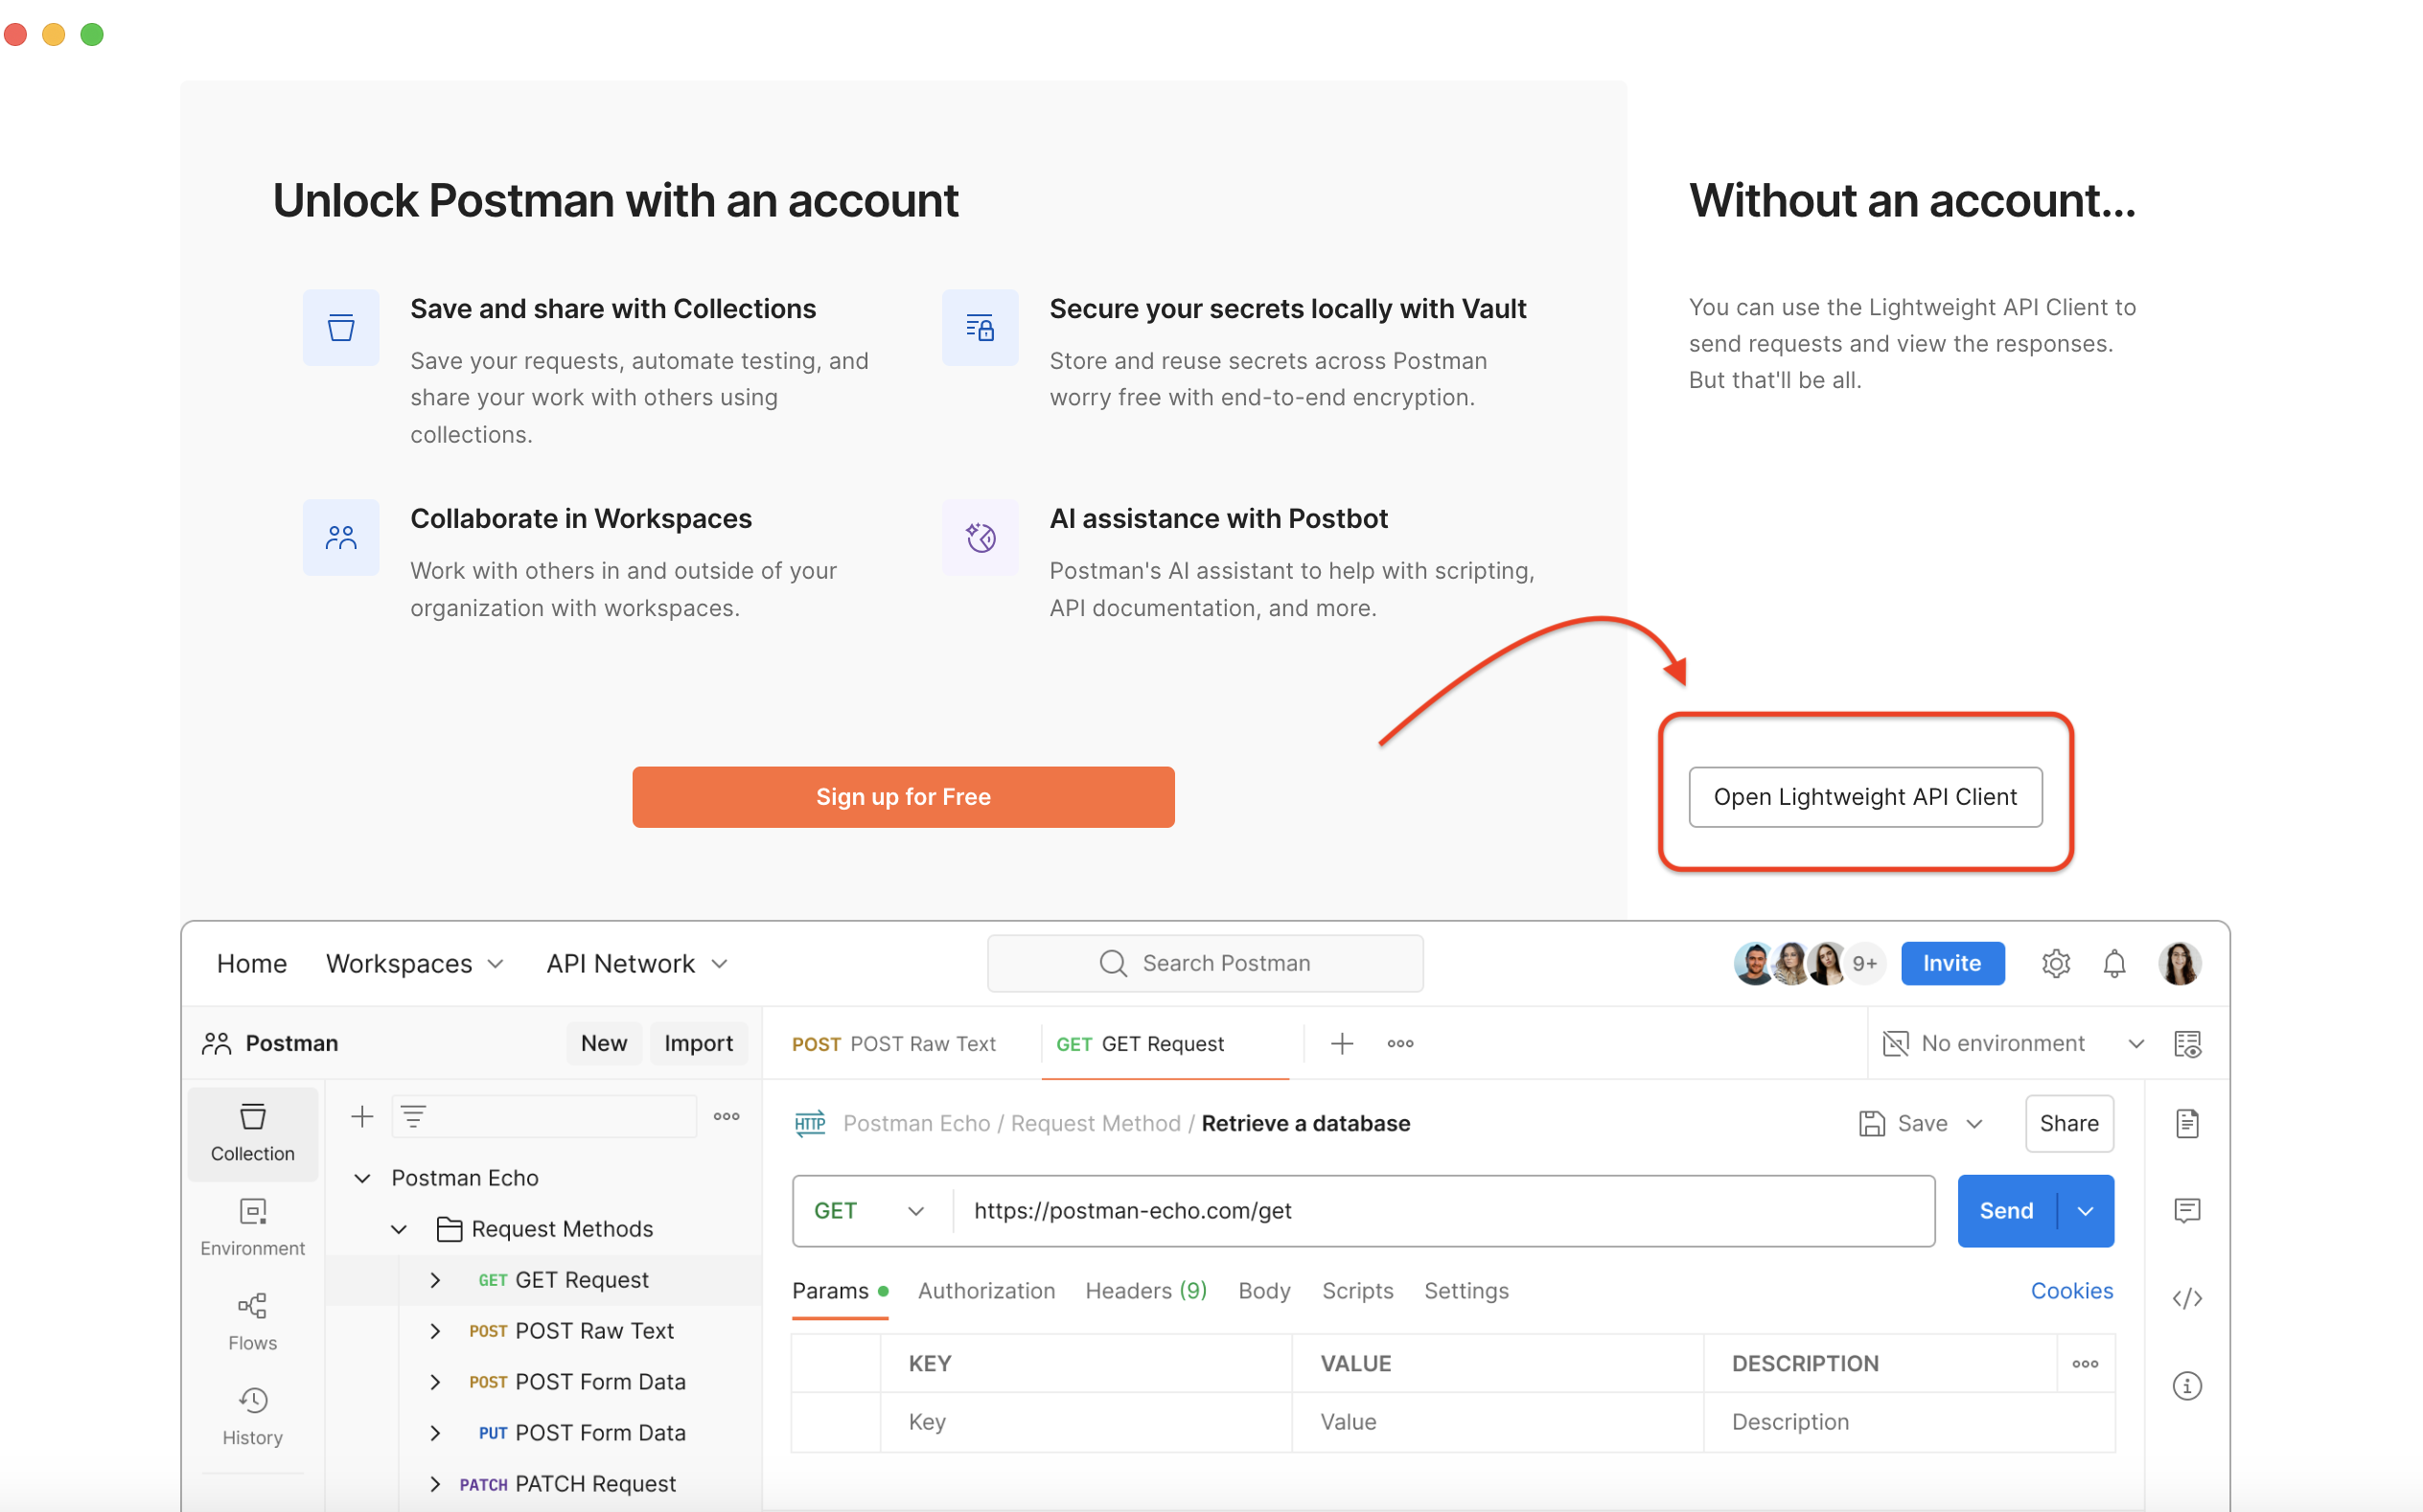 Unlock Postman with an account
Save and share with Collections
Save your requests, automate testing, and
share your work with others using
collections.
Secure your secrets locally with Vault
Store and reuse secrets across Postman
worry free with end-to-end encryption.
Collaborate in Workspaces
Work with others in and outside of your
organization with workspaces.
AI assistance with Postbot
Postman's AI assistant to help with scripting,
API documentation, and more.
Sign up for Free
Without an account...
You can use the Lightweight API Client to
send requests and view the responses.
But that'll be all.
Open Lightweight API Client
Home Workspaces API Network Search Postman 9+ Invite
Postman New Import
POST POST Raw Text GET GET Request No environment
Collection
Environment
Flows
History
Postman Echo
Request Methods
GET GET Request
POST POST Raw Text
POST POST Form Data
PUT POST Form Data
PATCH PATCH Request
HTTP Postman Echo / Request Method / Retrieve a database Save Share
GET https://postman-echo.com/get Send
Params Authorization Headers (9) Body Scripts Settings Cookies
KEY VALUE DESCRIPTION
Key Value Description